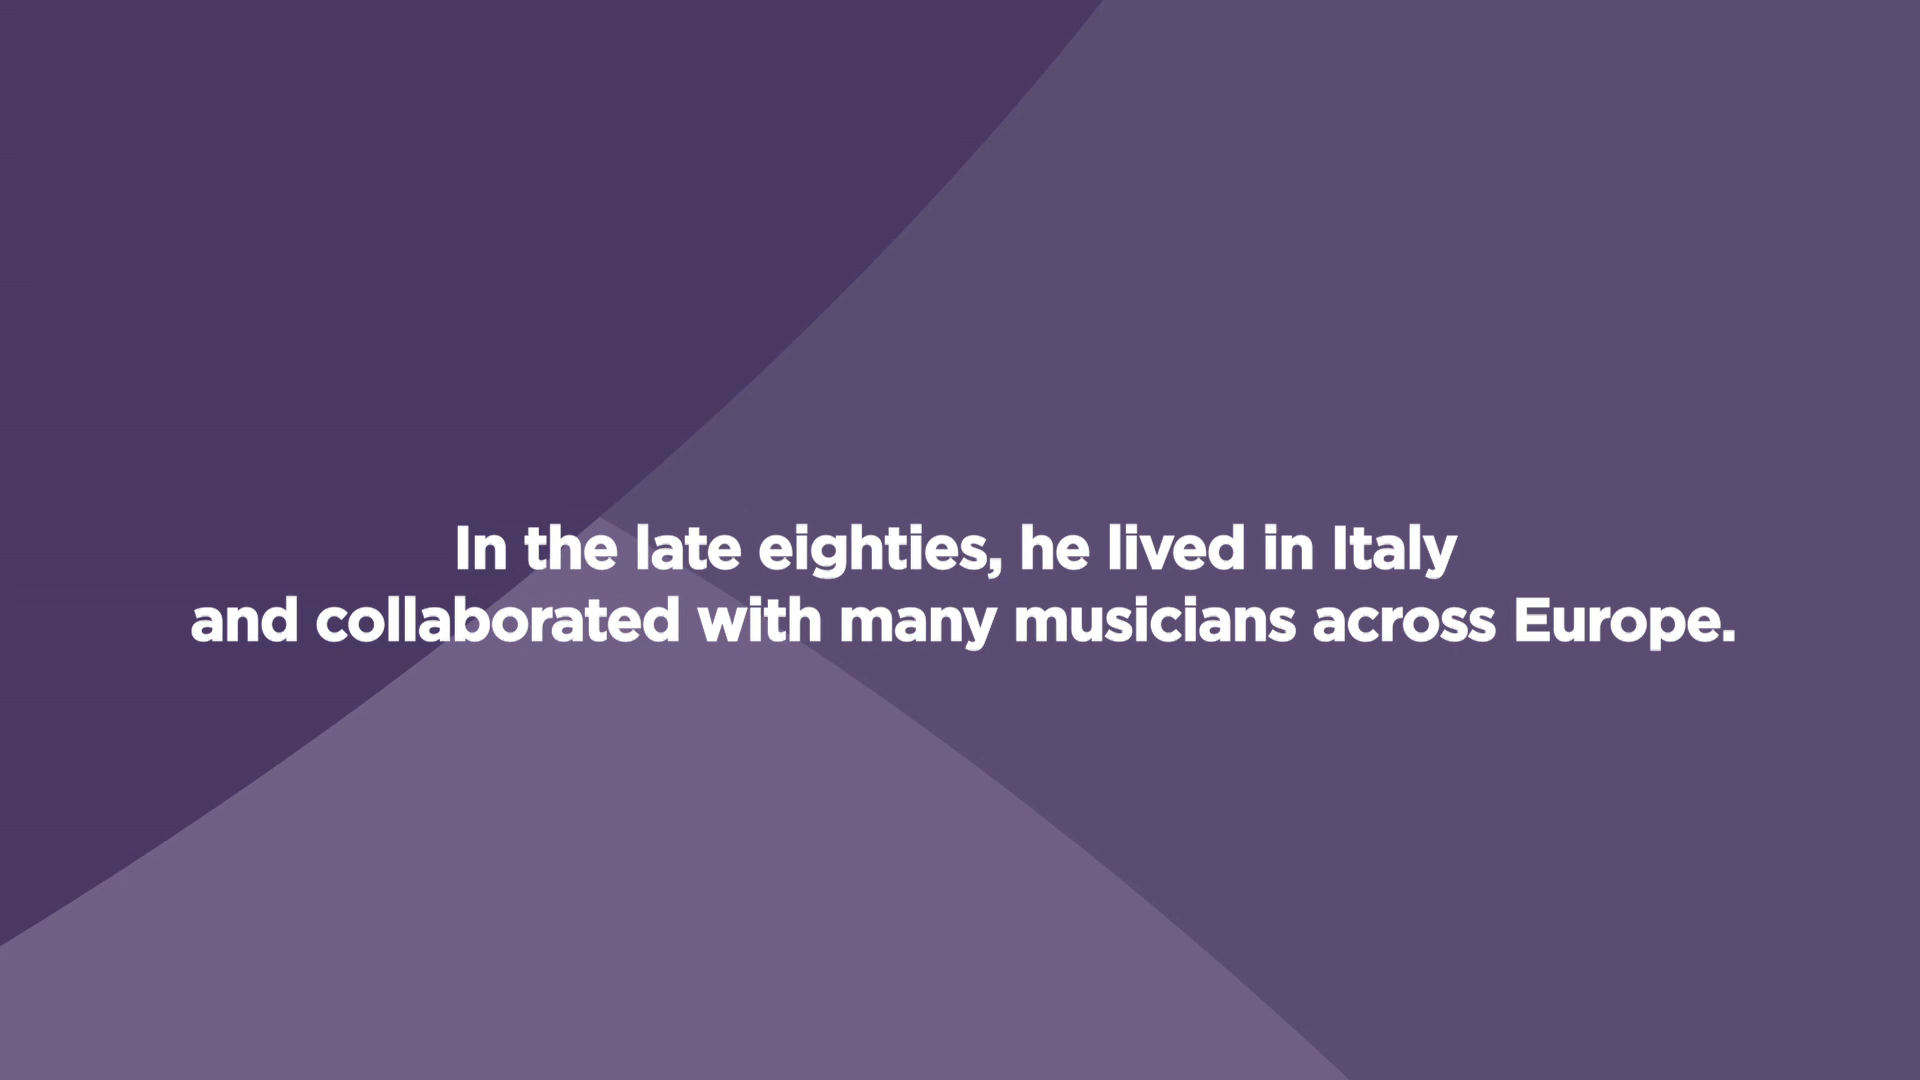 In the late eighties, he lived in Italy
and collaborated with many musicians across Europe.